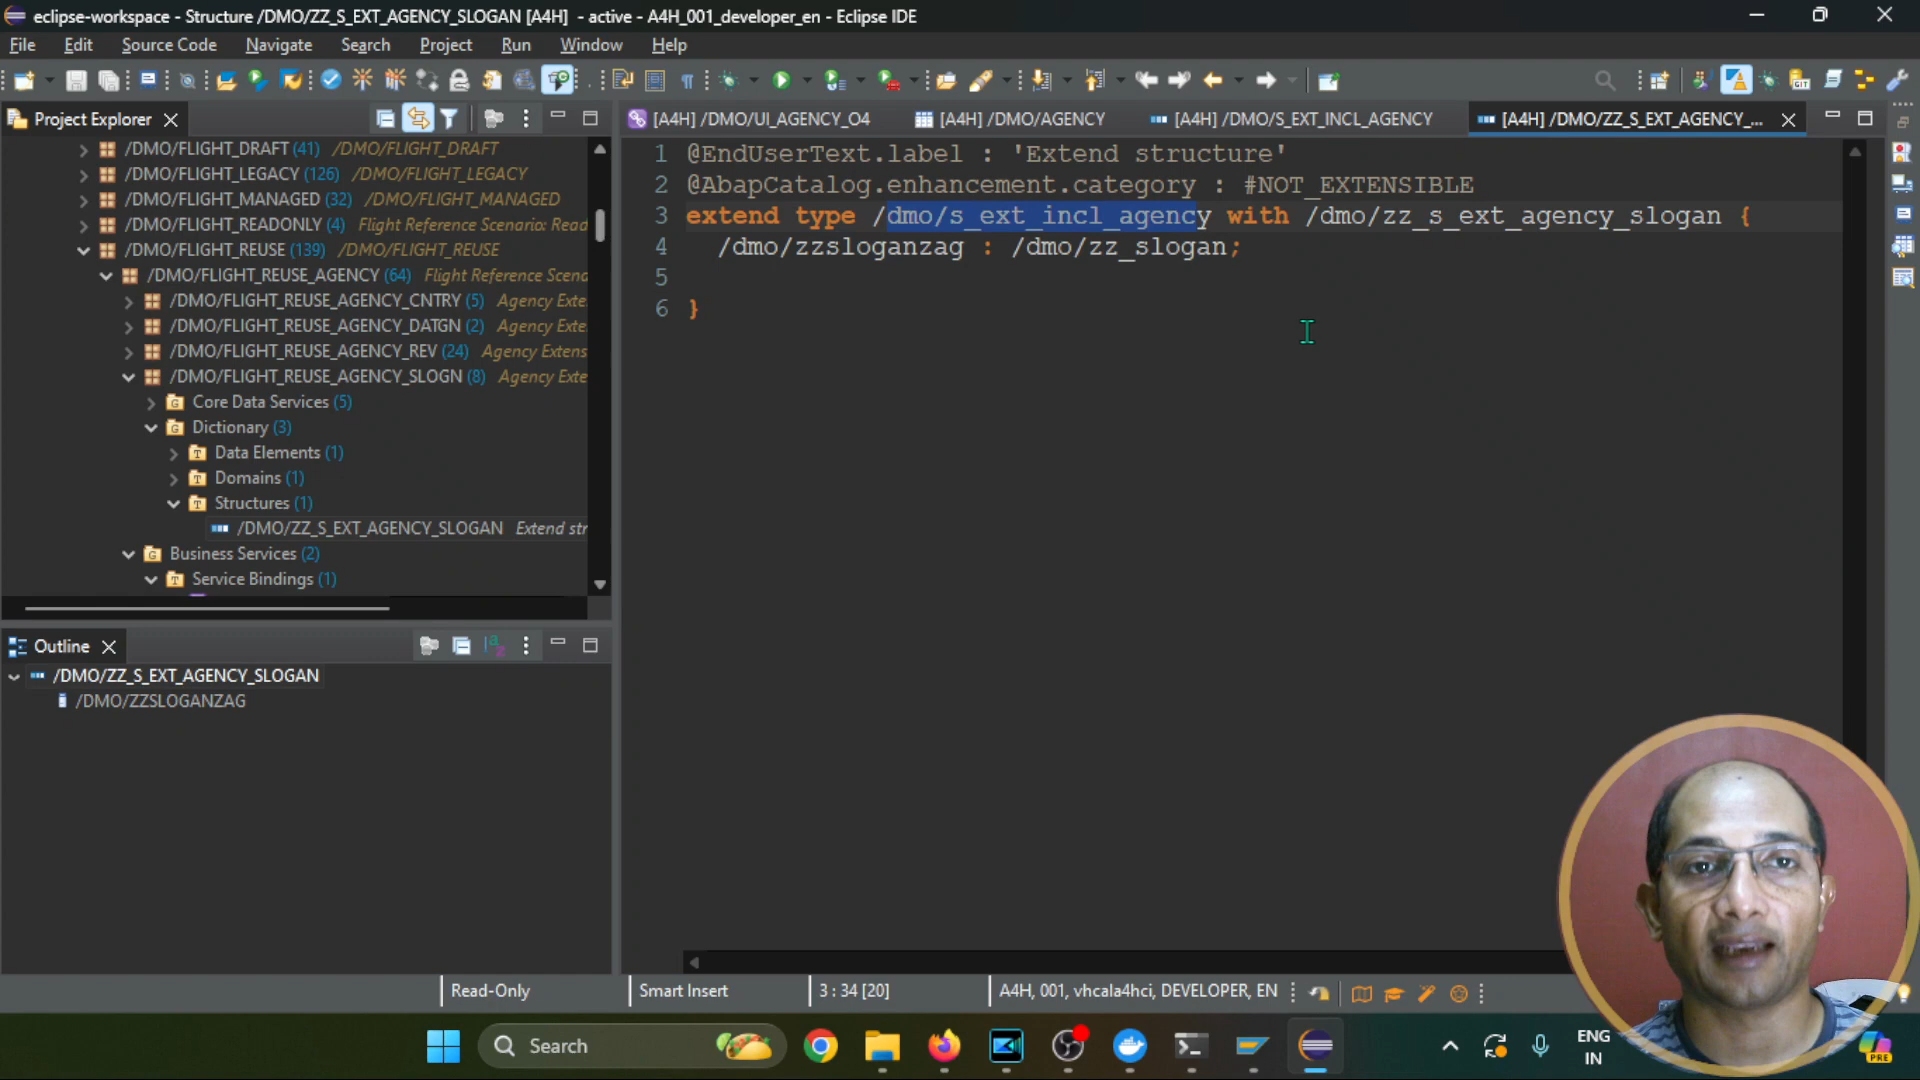 eclipse-workspace - Structure /DMO/ZZ_S_EXT_AGENCY_SLOGAN [A4H] - active - A4H_001_developer_en - Eclipse IDE
File Edit Source Code Navigate Search Project Run Window Help
Project Explorer
/DMO/FLIGHT_DRAFT (41) /DMO/FLIGHT_DRAFT
/DMO/FLIGHT_LEGACY (126) /DMO/FLIGHT_LEGACY
/DMO/FLIGHT_MANAGED (32) /DMO/FLIGHT_MANAGED
/DMO/FLIGHT_READONLY (4) Flight Reference Scenario: Read
/DMO/FLIGHT_REUSE (139) /DMO/FLIGHT_REUSE
/DMO/FLIGHT_REUSE_AGENCY (64) Flight Reference Scena
/DMO/FLIGHT_REUSE_AGENCY_CNTRY (5) Agency Exte
/DMO/FLIGHT_REUSE_AGENCY_DATGN (2) Agency Exte
/DMO/FLIGHT_REUSE_AGENCY_REV (24) Agency Extens
/DMO/FLIGHT_REUSE_AGENCY_SLOGN (8) Agency Exte
Core Data Services (5)
Dictionary (3)
Data Elements (1)
Domains (1)
Structures (1)
/DMO/ZZ_S_EXT_AGENCY_SLOGAN Extend str
Business Services (2)
Service Bindings (1)
Outline
/DMO/ZZ_S_EXT_AGENCY_SLOGAN
/DMO/ZZSLOGANZAG
[A4H] /DMO/UI_AGENCY_O4 [A4H] /DMO/AGENCY [A4H] /DMO/S_EXT_INCL_AGENCY [A4H] /DMO/ZZ_S_EXT_AGENCY_...
1 @EndUserText.label : 'Extend structure'
2 @AbapCatalog.enhancement.category : #NOT_EXTENSIBLE
3 extend type /dmo/s_ext_incl_agency with /dmo/zz_s_ext_agency_slogan {
4 /dmo/zzsloganzag : /dmo/zz_slogan;
5
6 }
Read-Only Smart Insert 3 : 34 [20] A4H, 001, vhcala4hci, DEVELOPER, EN
Search
ENG
IN
PRE